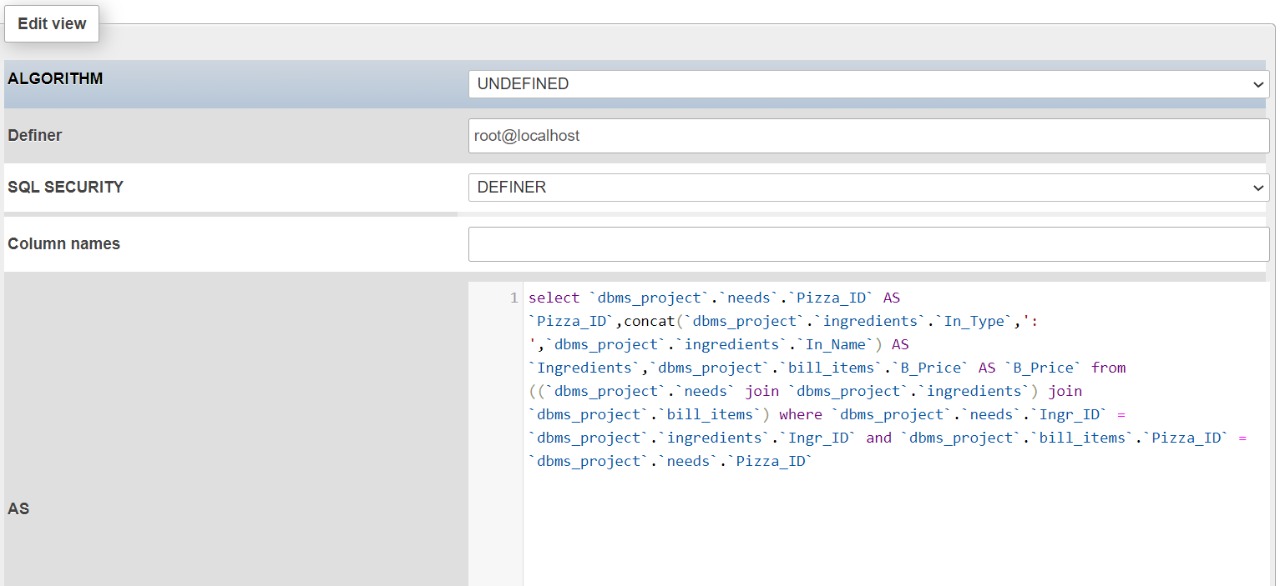 Edit view
ALGORITHM
UNDEFINED
Definer
root@localhost
SQL SECURITY
DEFINER
Column names
AS
1
select `dbms_project`.`needs`.`Pizza_ID` AS
`Pizza_ID`,concat(`dbms_project`.`ingredients`.`In_Type`,':
',`dbms_project`.`ingredients`.`In_Name`) AS
`Ingredients`,`dbms_project`.`bill_items`.`B_Price` AS `B_Price` from
((`dbms_project`.`needs` join `dbms_project`.`ingredients`) join
`dbms_project`.`bill_items`) where `dbms_project`.`needs`.`Ingr_ID` =
`dbms_project`.`ingredients`.`Ingr_ID` and `dbms_project`.`bill_items`.`Pizza_ID` =
`dbms_project`.`needs`.`Pizza_ID`